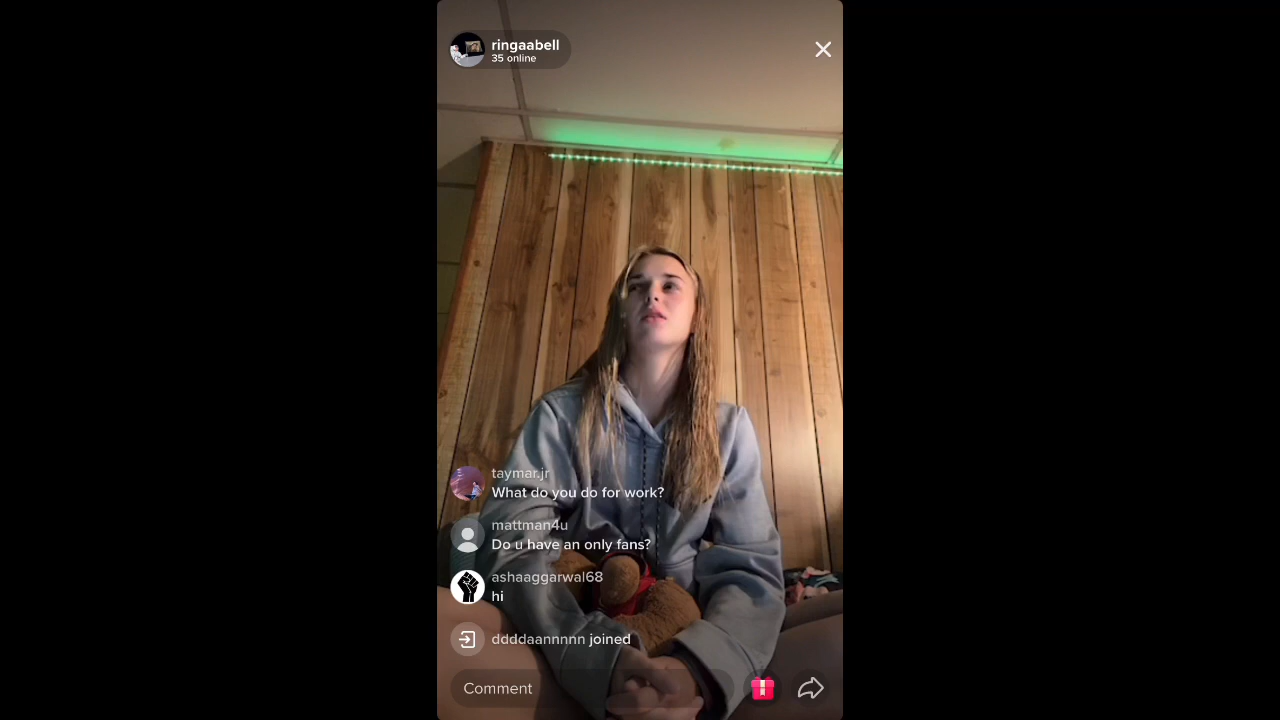 ringaabell
35 online
taymar.jr
What do you do for work?
mattman4u
Do u have an only fans?
ashaaggarwal68
hi
ddddaannnnn joined
Comment